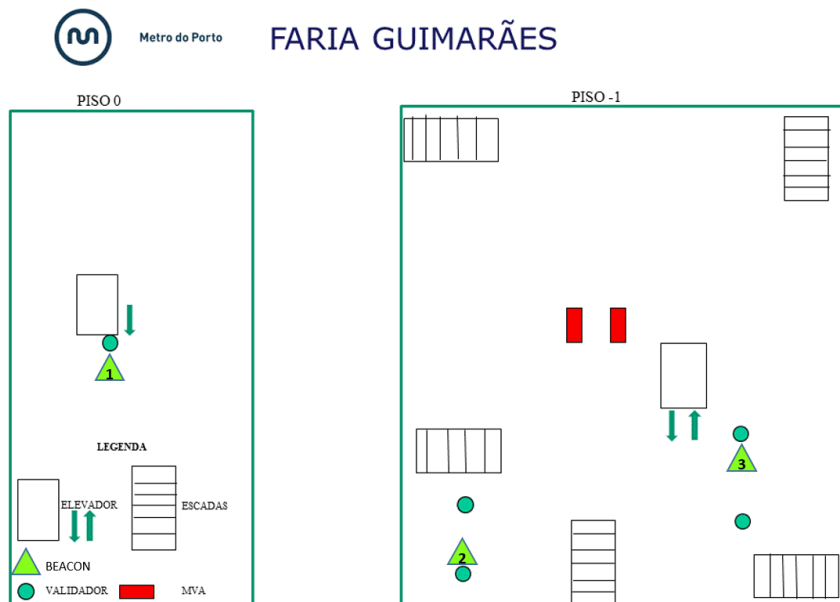 Metro do Porto
FARIA GUIMARÃES
PISO 0
PISO -1
1
LEGENDA
ELEVADOR
ESCADAS
BEACON
VALIDADOR
MVA
3
2